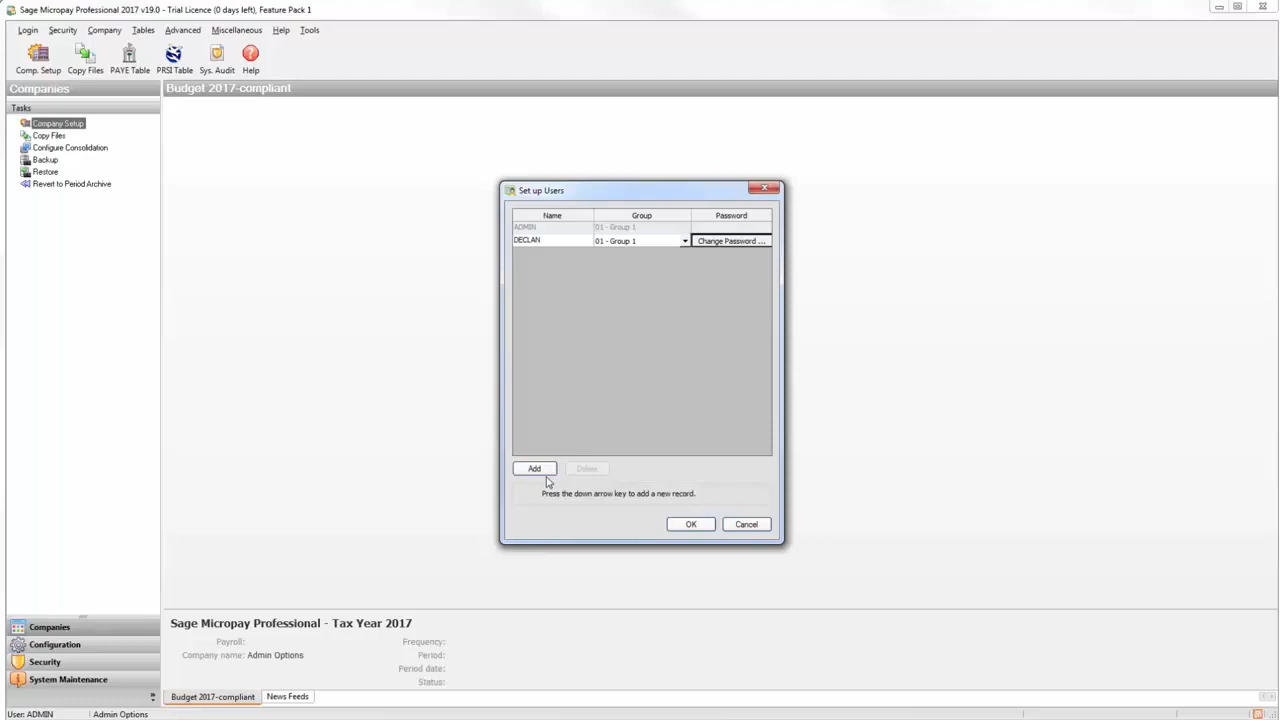 Sage Micropay Professional 2017 v19.0 - Trial Licence (0 days left), Feature Pack 1
Login Security Company Tables Advanced Miscellaneous Help Tools
Comp. Setup Copy Files PAYE Table PRSI Table Sys. Audit Help
Companies
Budget 2017-compliant
Tasks
Company Setup
Copy Files
Configure Consolidation
Backup
Restore
Revert to Period Archive
Set up Users
Name Group Password
ADMIN 01 - Group 1
DECLAN 01 - Group 1 Change Password ...
Add Delete
Press the down arrow key to add a new record.
OK Cancel
Companies
Configuration
Security
System Maintenance
Sage Micropay Professional - Tax Year 2017
Payroll: Frequency:
Company name: Admin Options Period:
Period date:
Status:
Budget 2017-compliant News Feeds
User: ADMIN Admin Options